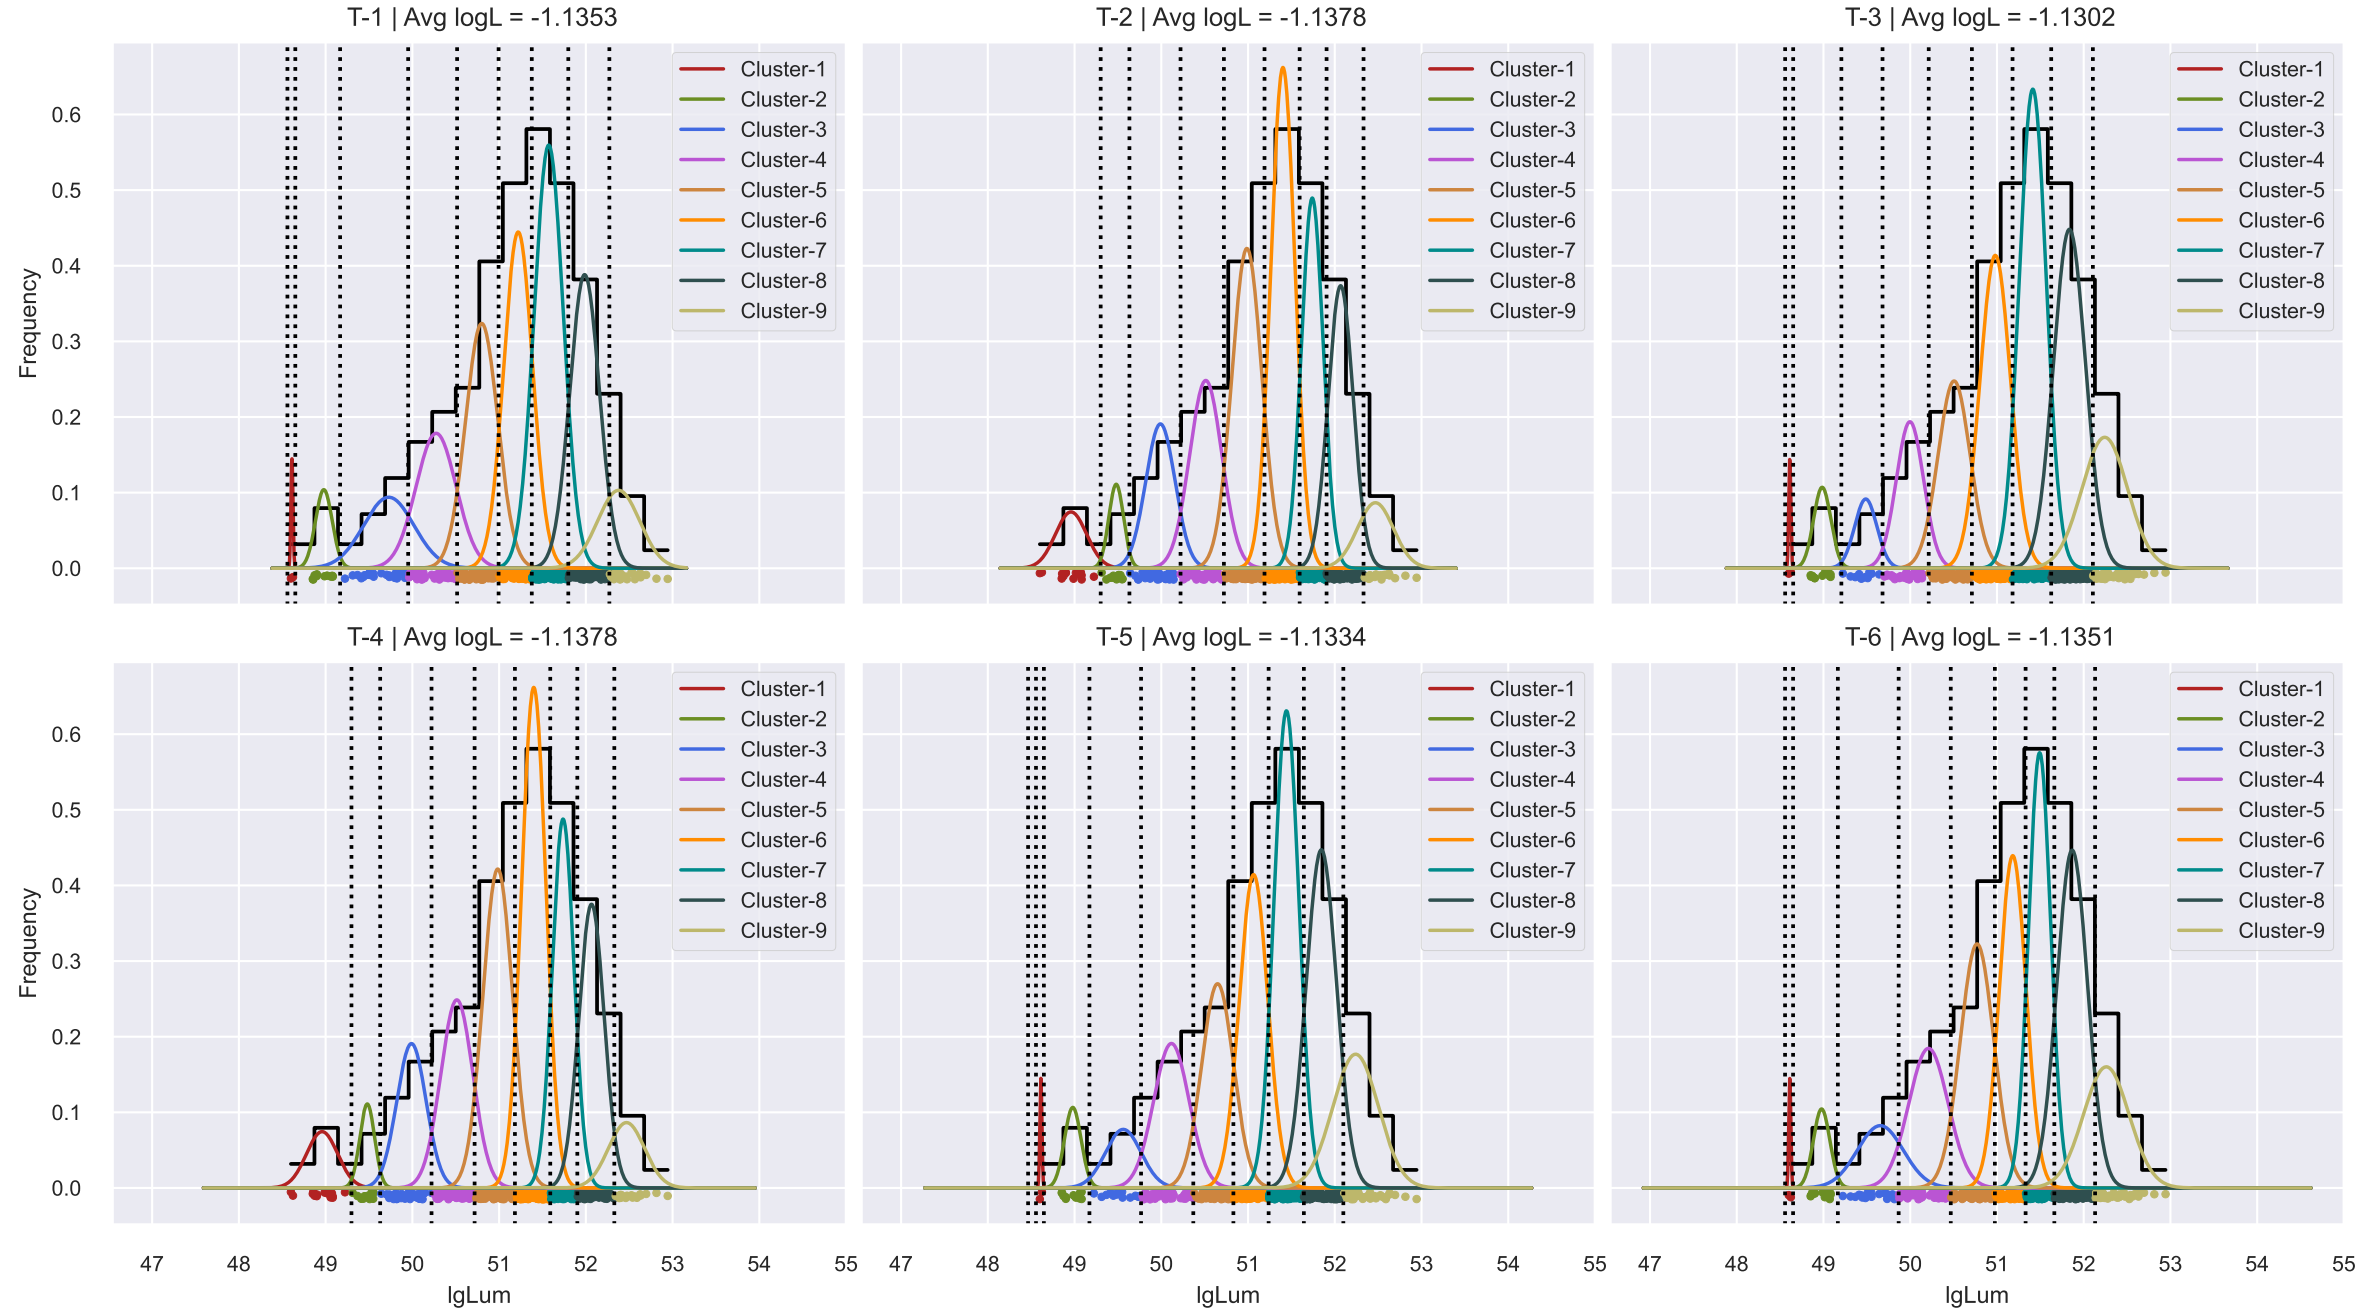 T-1 | Avg logL = -1.1353
T-2 | Avg logL = -1.1378
T-3 | Avg logL = -1.1302
Frequency
0.6
0.5
0.4
0.3
0.2
0.1
0.0
Cluster-1
Cluster-2
Cluster-3
Cluster-4
Cluster-5
Cluster-6
Cluster-7
Cluster-8
Cluster-9
Cluster-1
Cluster-2
Cluster-3
Cluster-4
Cluster-5
Cluster-6
Cluster-7
Cluster-8
Cluster-9
Cluster-1
Cluster-2
Cluster-3
Cluster-4
Cluster-5
Cluster-6
Cluster-7
Cluster-8
Cluster-9
T-4 | Avg logL = -1.1378
T-5 | Avg logL = -1.1334
T-6 | Avg logL = -1.1351
Frequency
0.6
0.5
0.4
0.3
0.2
0.1
0.0
Cluster-1
Cluster-2
Cluster-3
Cluster-4
Cluster-5
Cluster-6
Cluster-7
Cluster-8
Cluster-9
Cluster-1
Cluster-2
Cluster-3
Cluster-4
Cluster-5
Cluster-6
Cluster-7
Cluster-8
Cluster-9
Cluster-1
Cluster-2
Cluster-3
Cluster-4
Cluster-5
Cluster-6
Cluster-7
Cluster-8
Cluster-9
47 48 49 50 51 52 53 54 55
47 48 49 50 51 52 53 54 55
47 48 49 50 51 52 53 54 55
lgLum
lgLum
lgLum